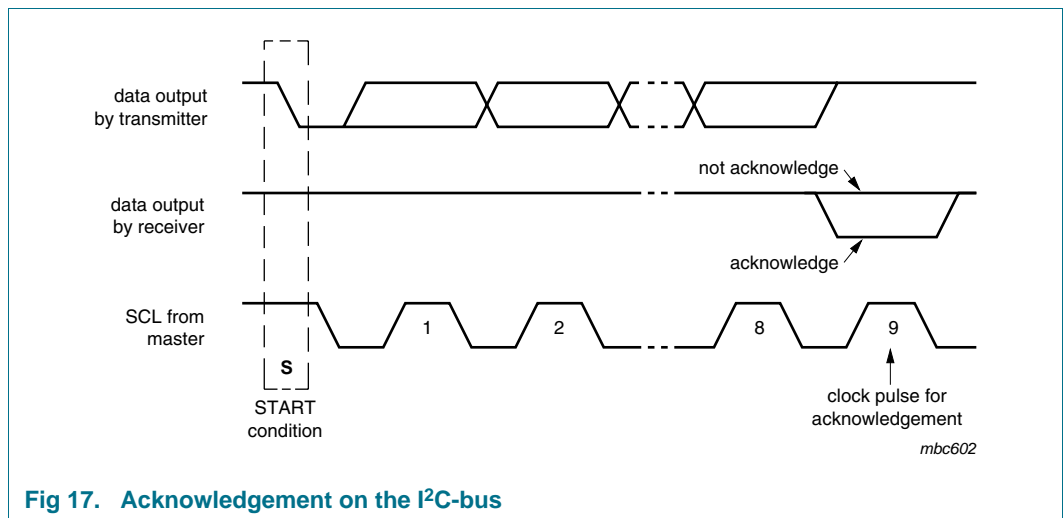 data output
by transmitter
not acknowledge
data output
by receiver
acknowledge
SCL from
master
1
2
8
9
S
START
condition
clock pulse for
acknowledgement
mbc602
Fig 17. Acknowledgement on the I²C-bus